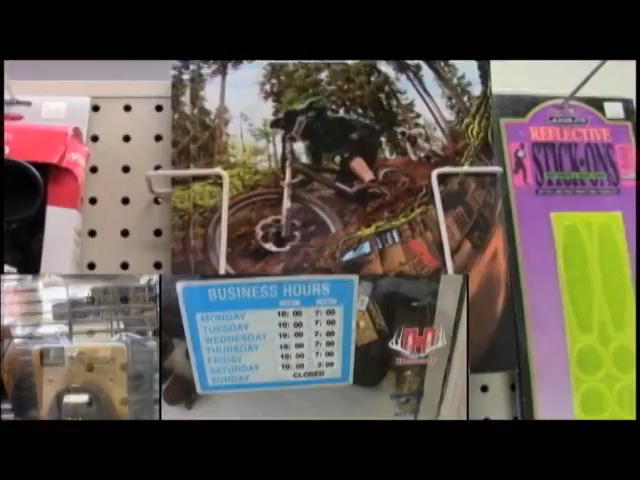 REFLECTIVE
STICK-ONS
BUSINESS HOURS
MONDAY 10:00 7:00
TUESDAY 10:00 7:00
WEDNESDAY 10:00 7:00
THURSDAY 10:00 7:00
FRIDAY 10:00 7:00
SATURDAY 10:00 3:00
SUNDAY CLOSED